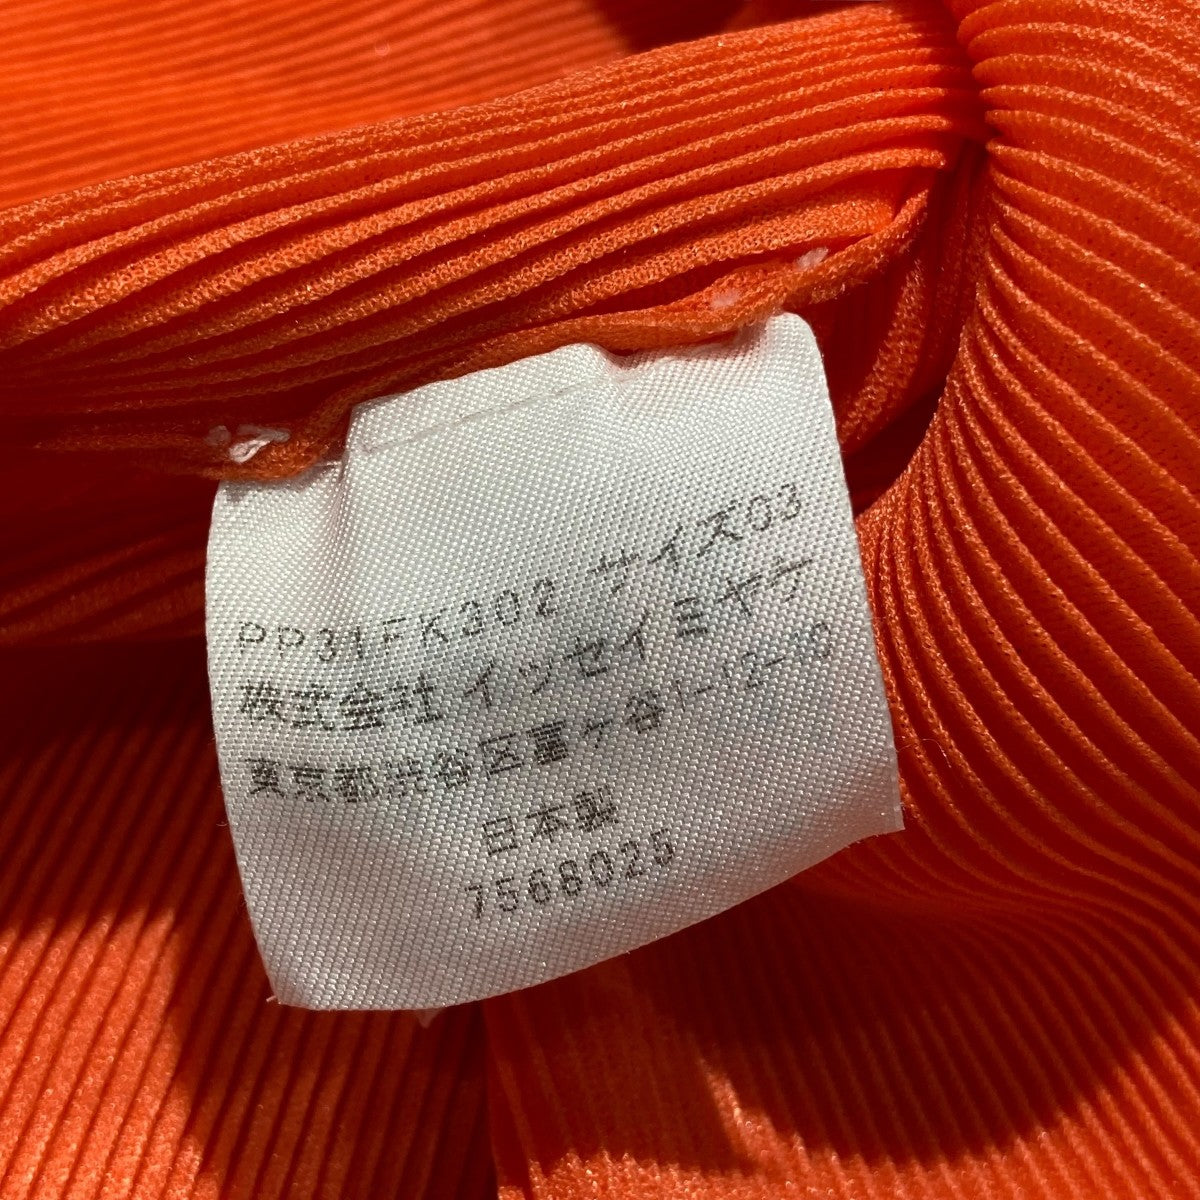 PP31FK302 サイズ03
株式会社 イッセイミヤケ
東京都渋谷区富ヶ谷1-12-10
日本製
7568025